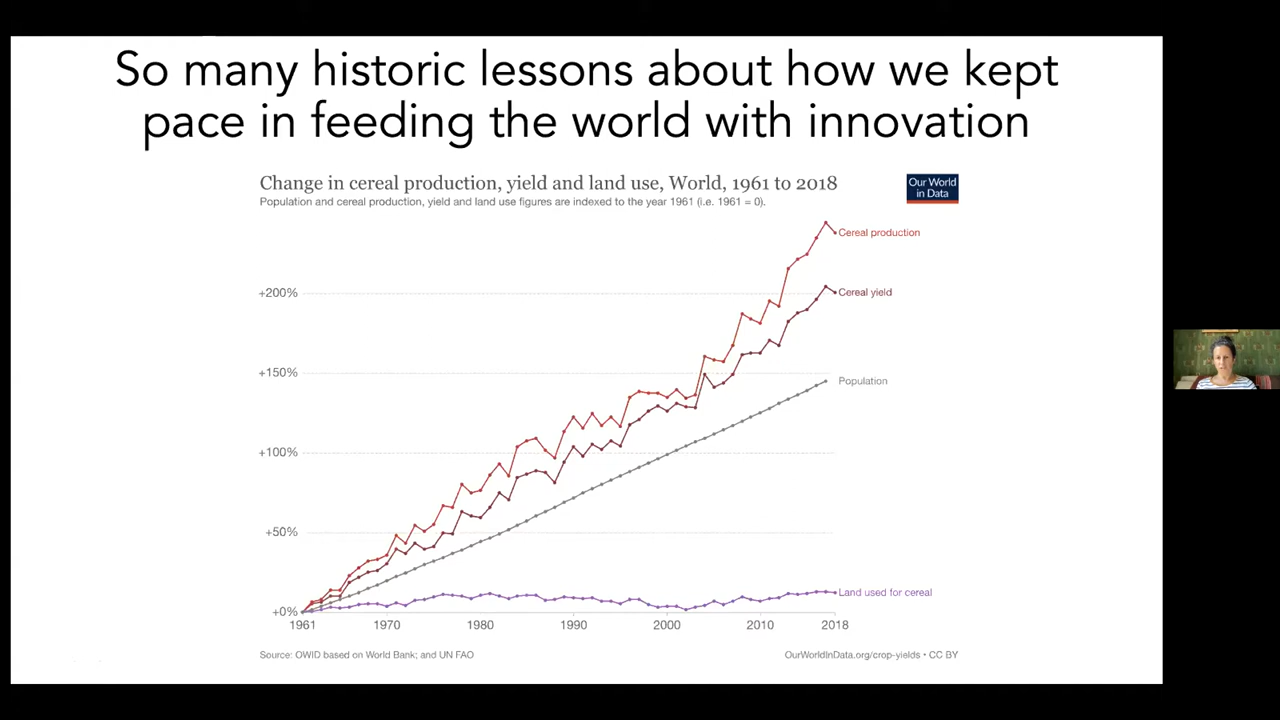 So many historic lessons about how we kept
pace in feeding the world with innovation
Change in cereal production, yield and land use, World, 1961 to 2018
Population and cereal production, yield and land use figures are indexed to the year 1961 (i.e. 1961 = 0).
Our World
in Data
Cereal production
+200%
Cereal yield
+150%
Population
+100%
+50%
Land used for cereal
+0%
1961
1970
1980
1990
2000
2010
2018
Source: OWID based on World Bank; and UN FAO
OurWorldInData.org/crop-yields • CC BY